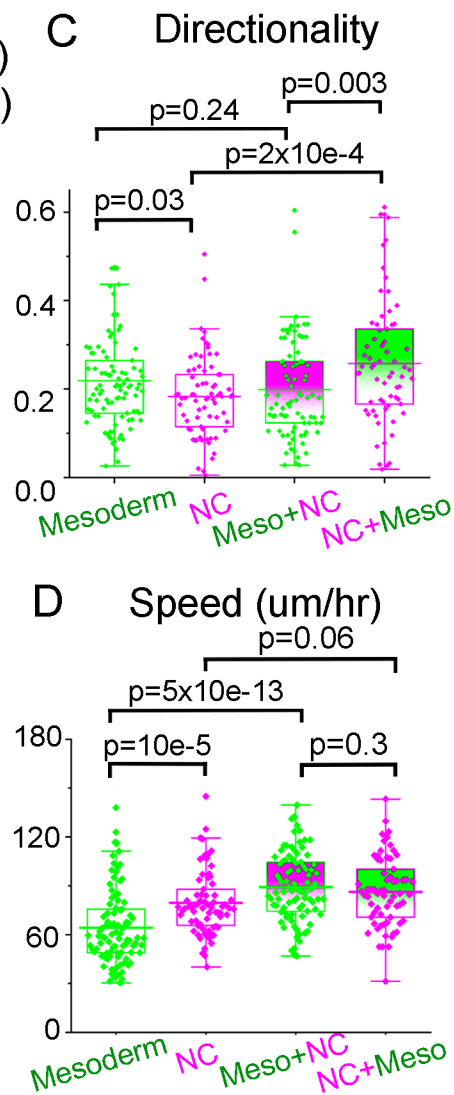 C Directionality
)
)
p=0.003
p=0.24
p=2x10e-4
p=0.03
0.6
0.4
0.2
0.0
Mesoderm NC Meso+NC NC+Meso
D Speed (um/hr)
p=0.06
p=5x10e-13
p=10e-5 p=0.3
180
120
60
0
Mesoderm NC Meso+NC NC+Meso